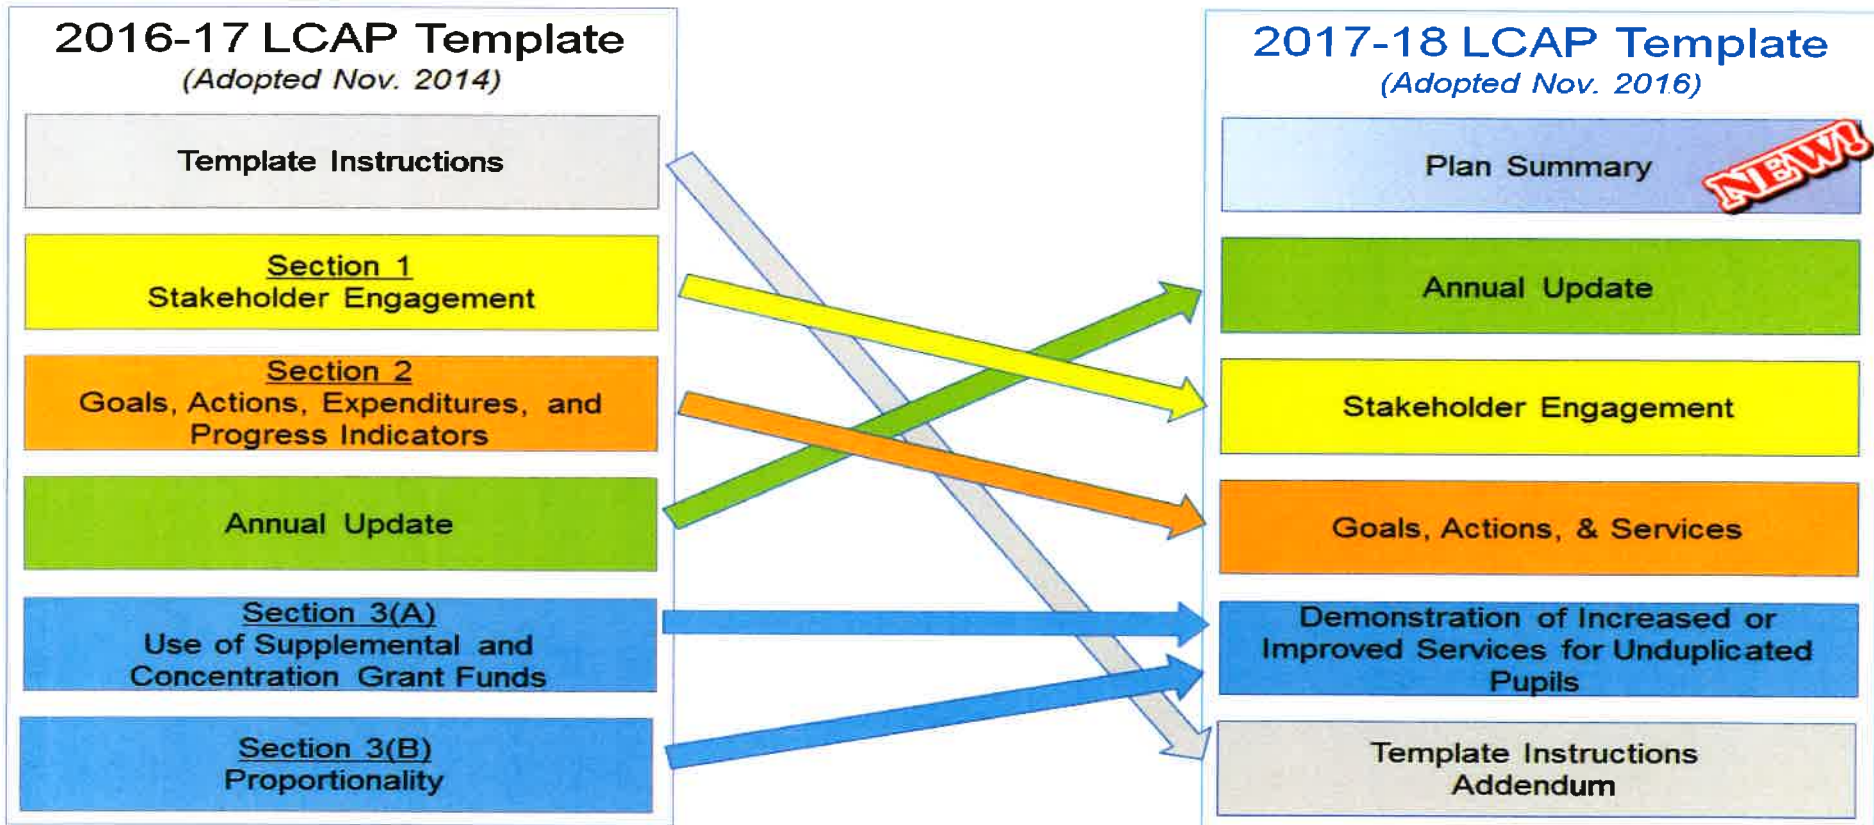 2016-17 LCAP Template
(Adopted Nov. 2014)
Template Instructions
Section 1
Stakeholder Engagement
Section 2
Goals, Actions, Expenditures, and
Progress Indicators
Annual Update
Section 3(A)
Use of Supplemental and
Concentration Grant Funds
Section 3(B)
Proportionality
2017-18 LCAP Template
(Adopted Nov. 2016)
Plan Summary
NEW!
Annual Update
Stakeholder Engagement
Goals, Actions, & Services
Demonstration of Increased or
Improved Services for Unduplicated
Pupils
Template Instructions
Addendum